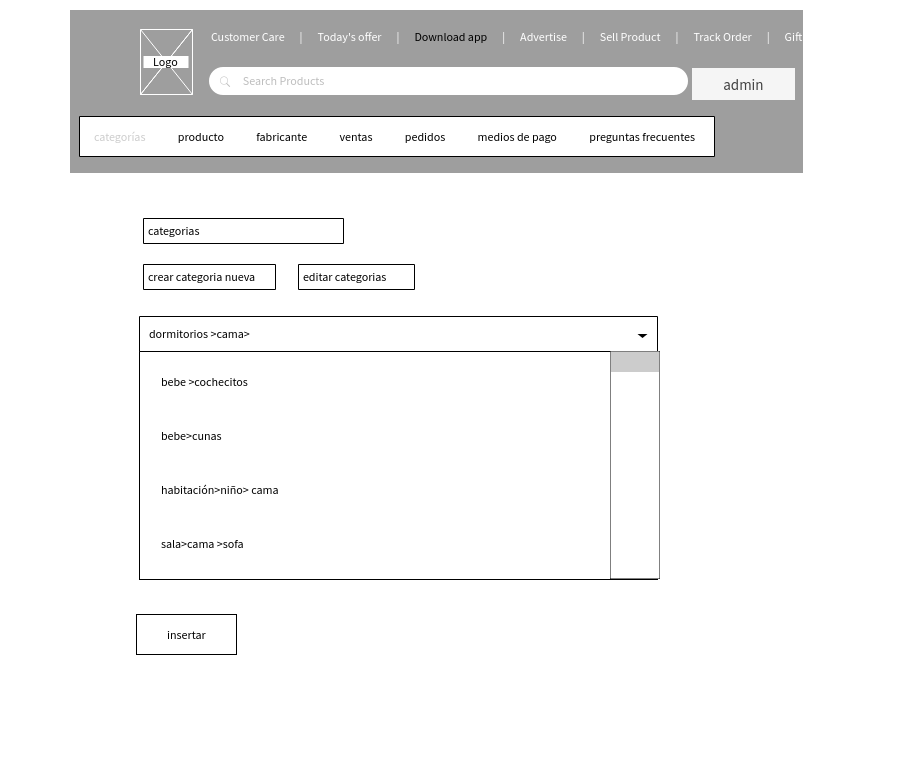 Customer Care | Today's offer | Download app | Advertise | Sell Product | Track Order | Gift
Logo
Search Products
admin
categorías producto fabricante ventas pedidos medios de pago preguntas frecuentes
categorias
crear categoria nueva editar categorias
dormitorios >cama>
bebe >cochecitos
bebe>cunas
habitación>niño> cama
sala>cama >sofa
insertar